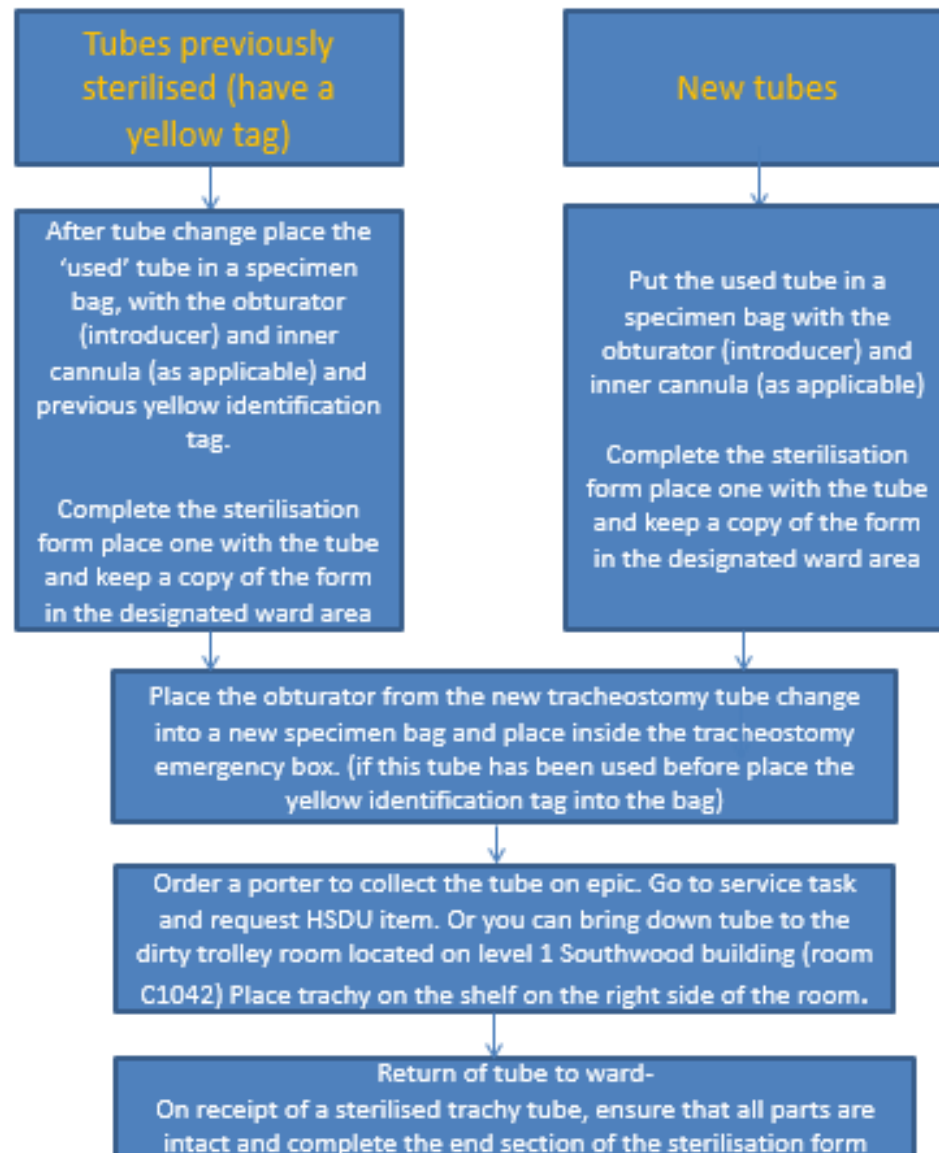 Tubes previously
sterilised (have a
yellow tag)
New tubes
After tube change place the
‘used’ tube in a specimen
bag, with the obturator
(introducer) and inner
cannula (as applicable) and
previous yellow identification
tag.
Complete the sterilisation
form place one with the tube
and keep a copy of the form
in the designated ward area
Put the used tube in a
specimen bag with the
obturator (introducer) and
inner cannula (as applicable)
Complete the sterilisation
form place one with the tube
and keep a copy of the form
in the designated ward area
Place the obturator from the new tracheostomy tube change
into a new specimen bag and place inside the tracheostomy
emergency box. (if this tube has been used before place the
yellow identification tag into the bag)
Order a porter to collect the tube on epic. Go to service task
and request HSDU item. Or you can bring down tube to the
dirty trolley room located on level 1 Southwood building (room
C1042) Place trachy on the shelf on the right side of the room.
Return of tube to ward-
On receipt of a sterilised trachy tube, ensure that all parts are
intact and complete the end section of the sterilisation form